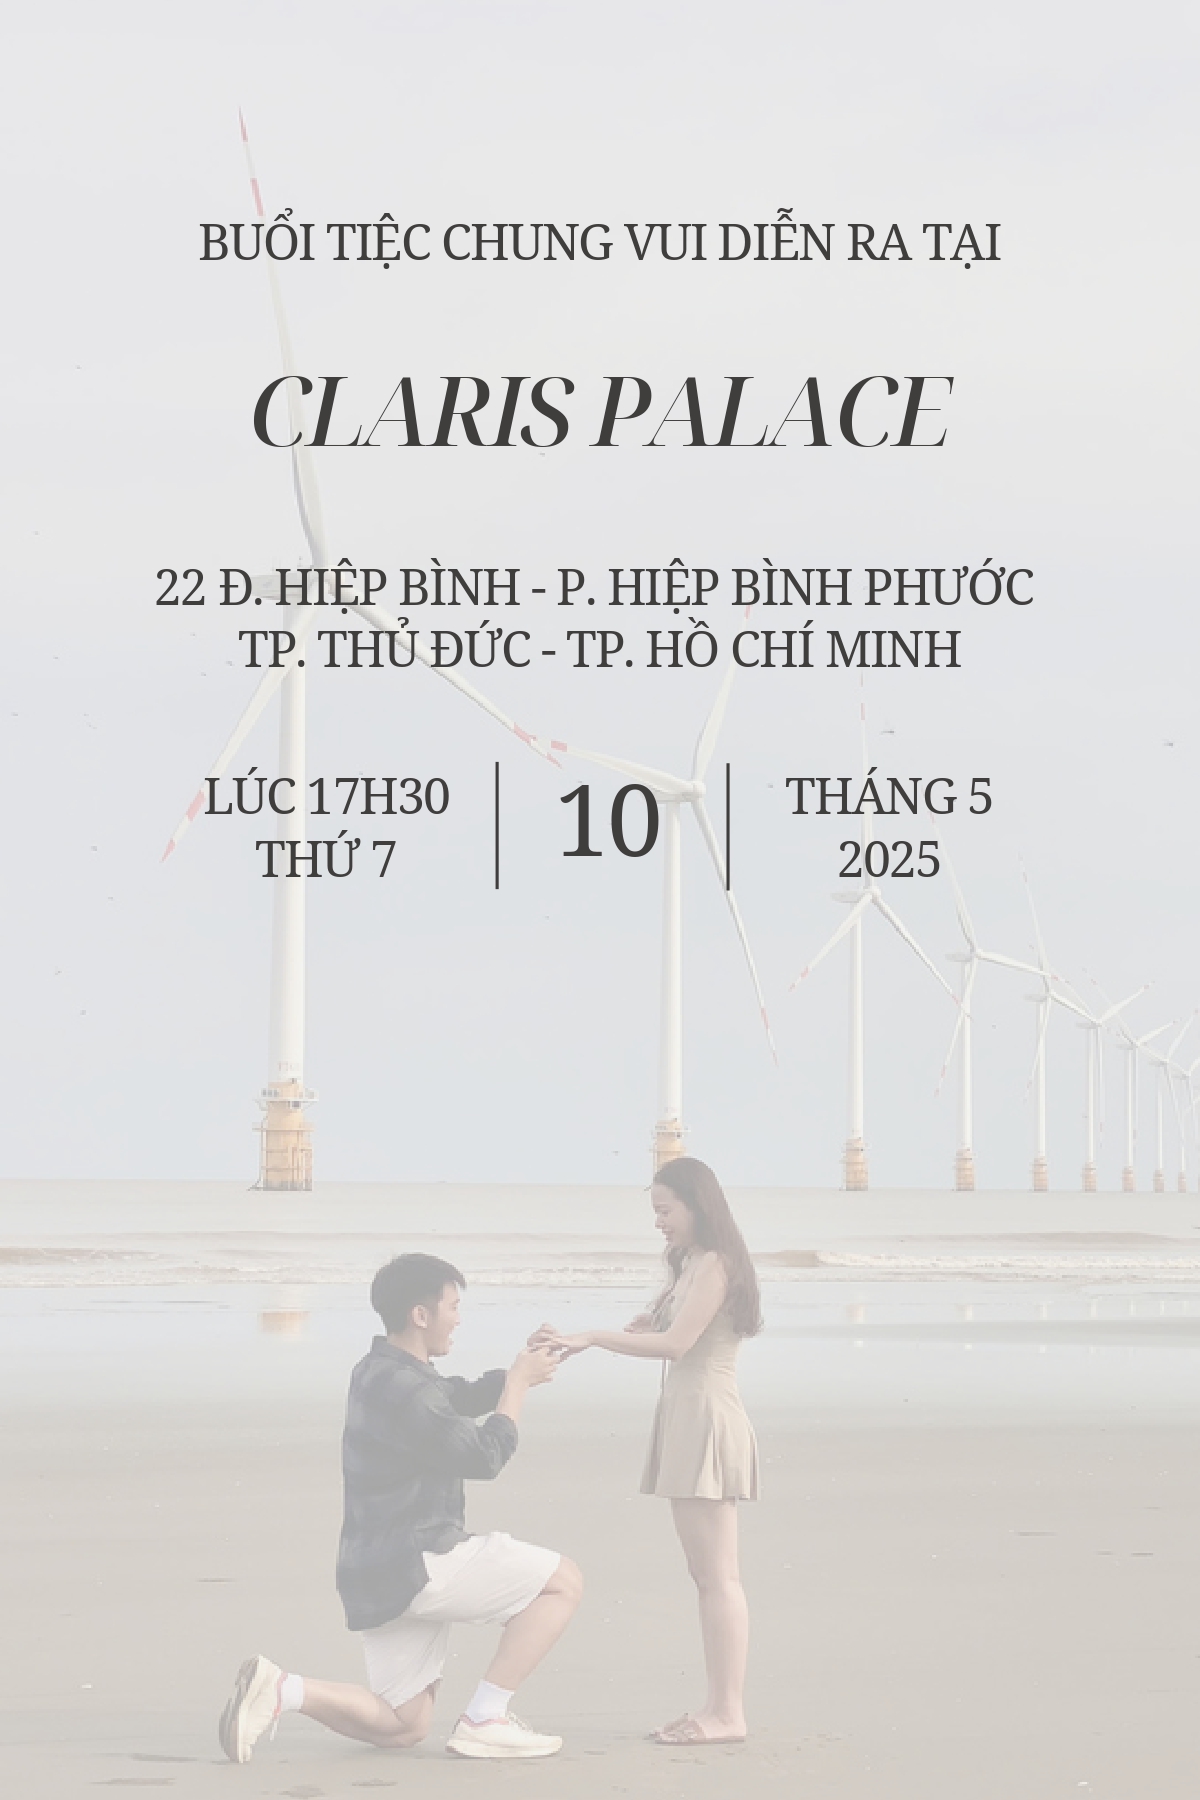 BUỔI TIỆC CHUNG VUI DIỄN RA TẠI
CLARIS PALACE
22 Đ. HIỆP BÌNH - P. HIỆP BÌNH PHƯỚC
TP. THỦ ĐỨC - TP. HỒ CHÍ MINH
LÚC 17H30
THỨ 7
10
THÁNG 5
2025